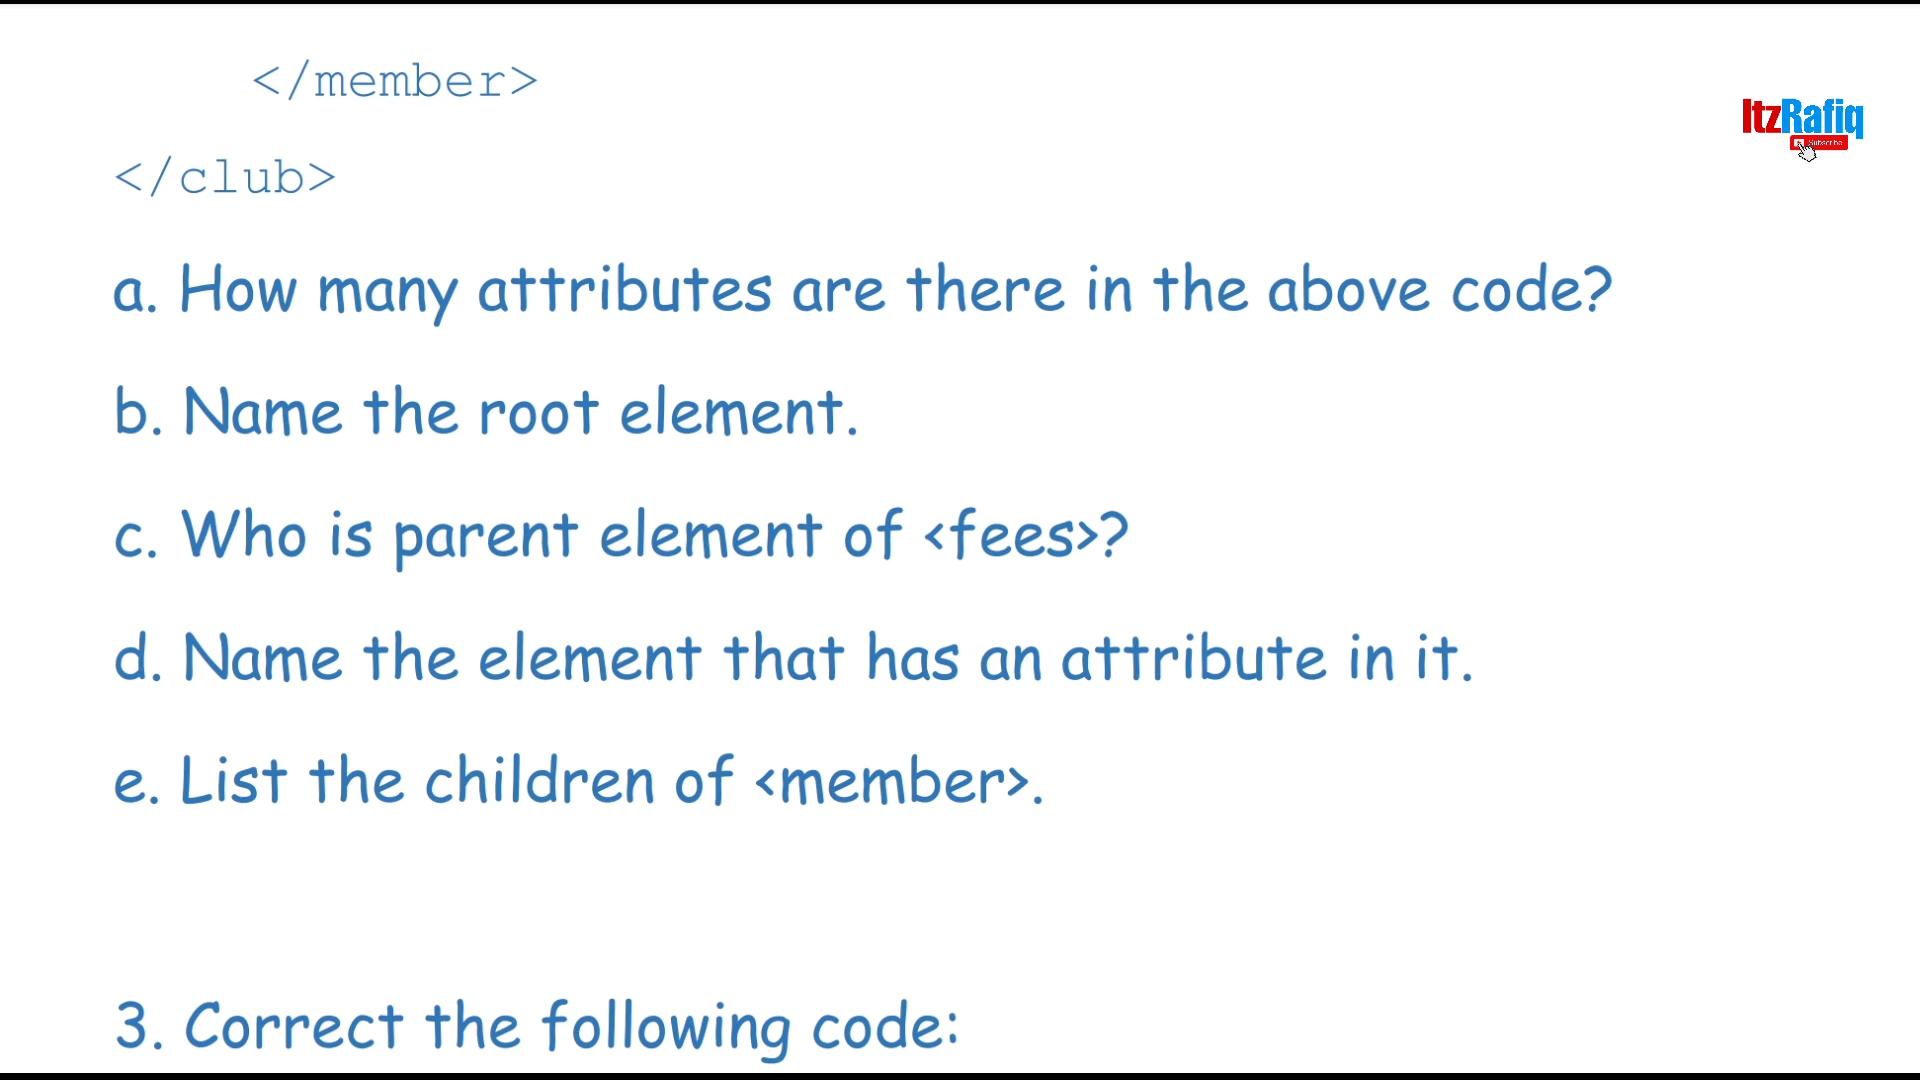 </member>
ItzRafiq
Subscribe
</club>
a. How many attributes are there in the above code?
b. Name the root element.
c. Who is parent element of <fees>?
d. Name the element that has an attribute in it.
e. List the children of <member>.
3. Correct the following code: